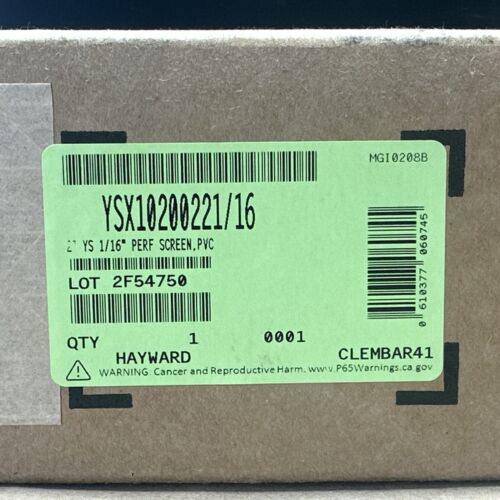 MGI0208B
YSX10200221/16
2" YS 1/16" PERF SCREEN,PVC
LOT 2F54750
QTY 1 0001
HAYWARD CLEMBAR41
⚠ WARNING: Cancer and Reproductive Harm. www.P65Warnings.ca.gov
0 610377 060745